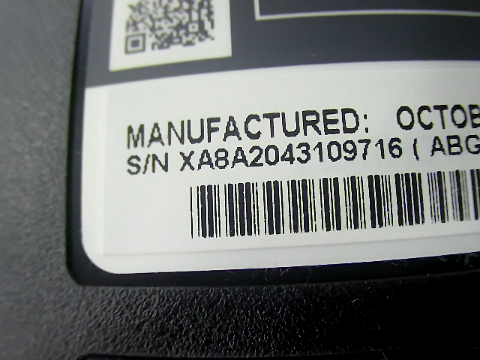 MANUFACTURED: OCTOB
S/N XA8A2043109716 ( ABG